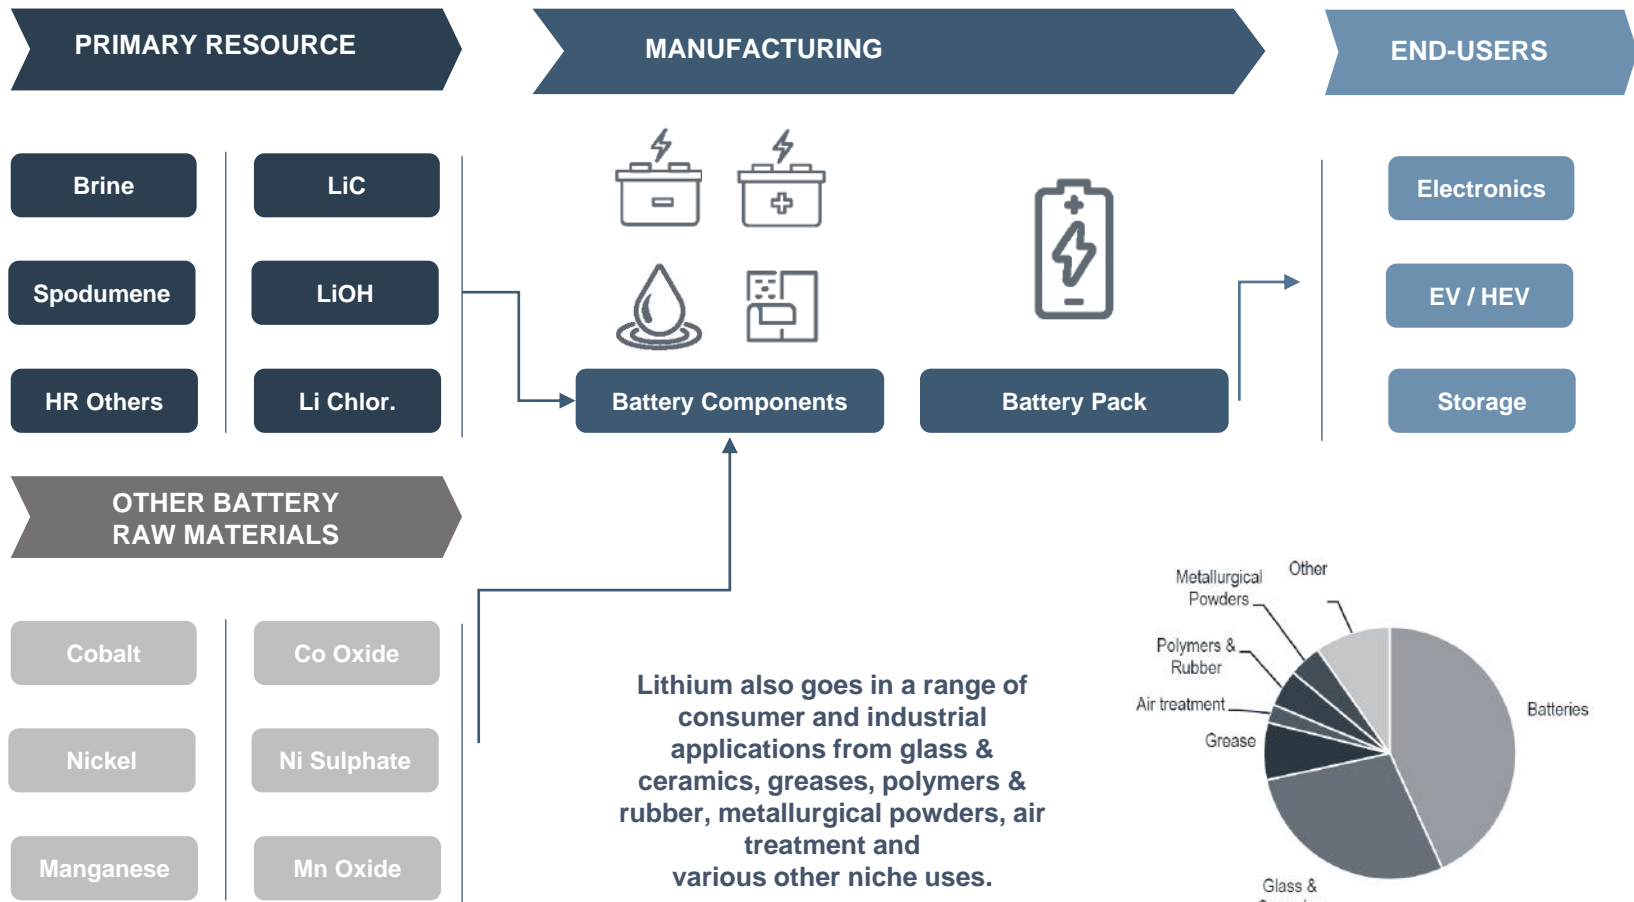 PRIMARY RESOURCE
MANUFACTURING
END-USERS
Brine
LiC
Spodumene
LiOH
HR Others
Li Chlor.
Battery Components
Battery Pack
Electronics
EV / HEV
Storage
OTHER BATTERY
RAW MATERIALS
Cobalt
Co Oxide
Nickel
Ni Sulphate
Manganese
Mn Oxide
Lithium also goes in a range of
consumer and industrial
applications from glass &
ceramics, greases, polymers &
rubber, metallurgical powders, air
treatment and
various other niche uses.
Other
Metallurgical
Powders
Polymers &
Rubber
Air treatment
Grease
Batteries
Glass &